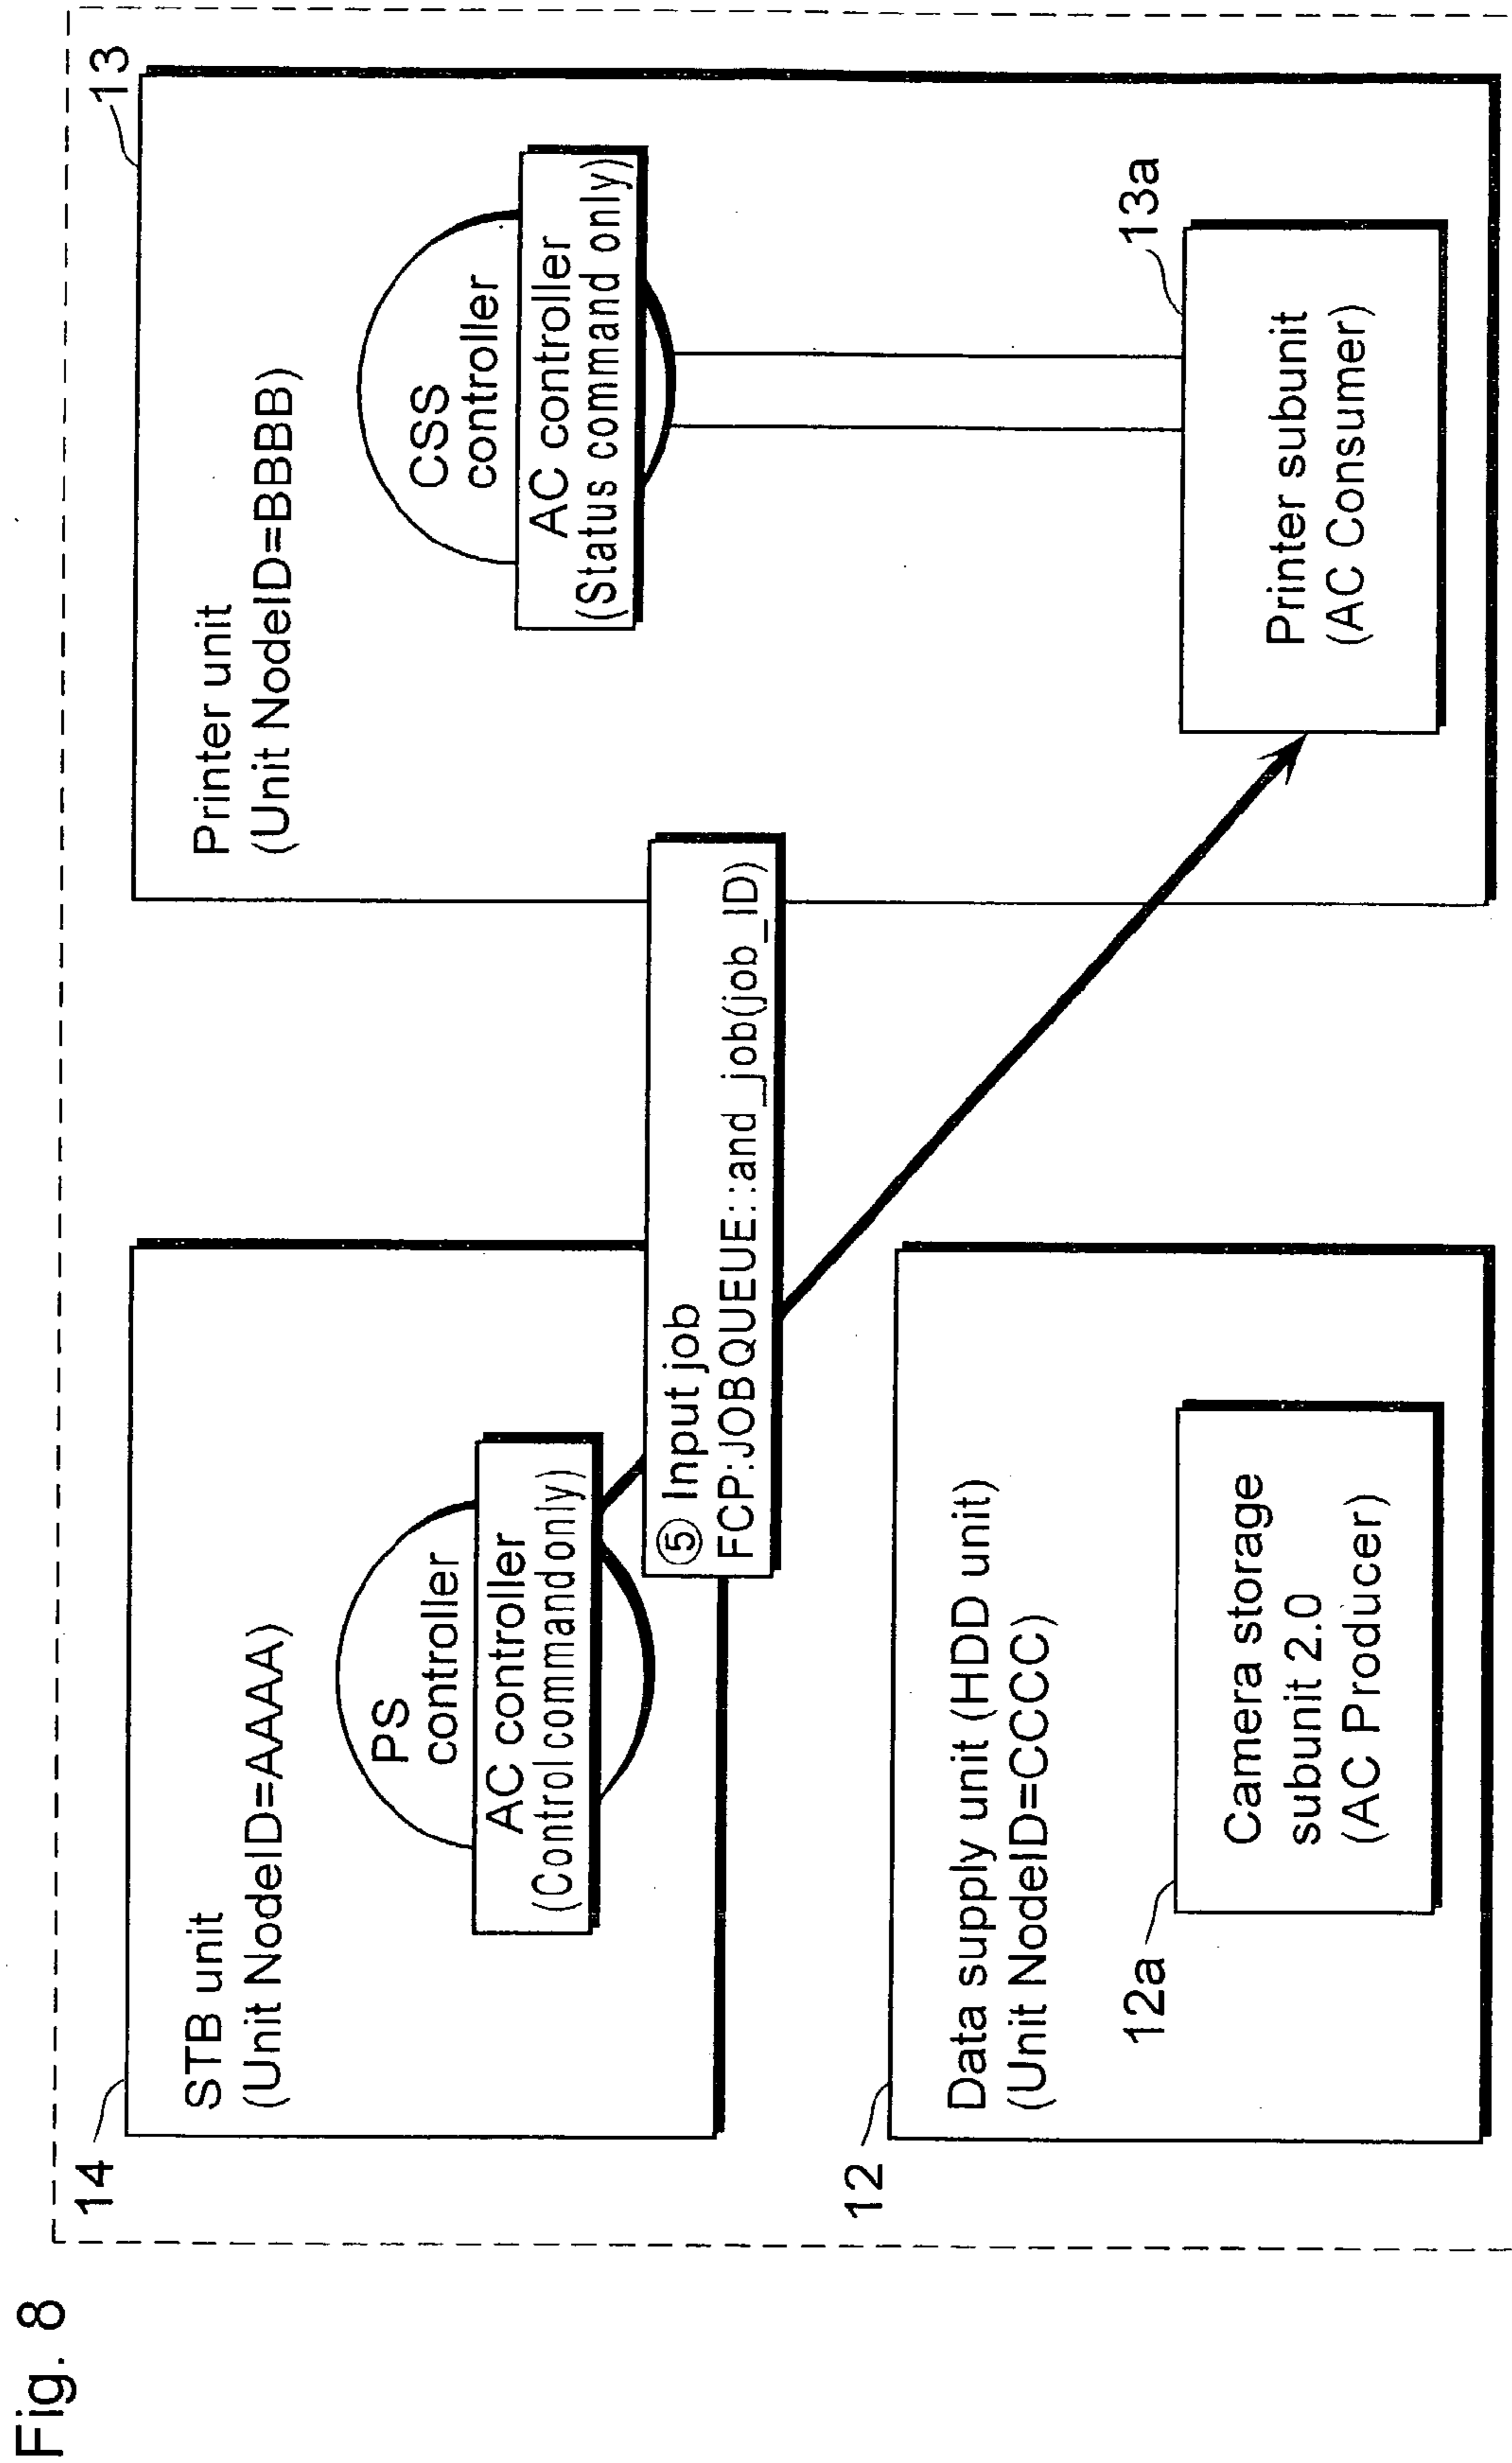 Fig. 8
14
STB unit
(Unit NodeID=AAAA)
PS
controller
AC controller
(Control command only)
⑤ Input job
FCP:JOBQUEUE::and_job(job_ID)
13
Printer unit
(Unit NodeID=BBBB)
CSS
controller
AC controller
(Status command only)
13a
Printer subunit
(AC Consumer)
12
Data supply unit (HDD unit)
(Unit NodeID=CCCC)
12a
Camera storage
subunit 2.0
(AC Producer)